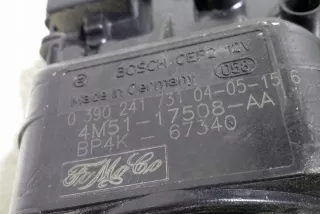 BOSCH CEP2 12V
Made in Germany 058
0 390 241 731 04-05-15 6
4M51-17508-AA
BP4K - 67340
FoMoCo